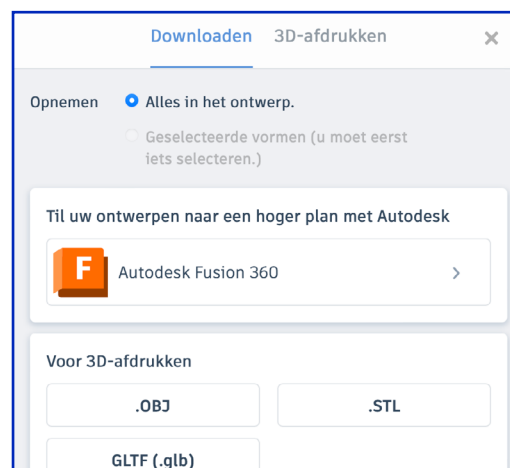 Downloaden 3D-afdrukken ×
Opnemen Alles in het ontwerp.
Geselecteerde vormen (u moet eerst
iets selecteren.)
Til uw ontwerpen naar een hoger plan met Autodesk
F Autodesk Fusion 360
Voor 3D-afdrukken
.OBJ .STL
GLTF (.glb)